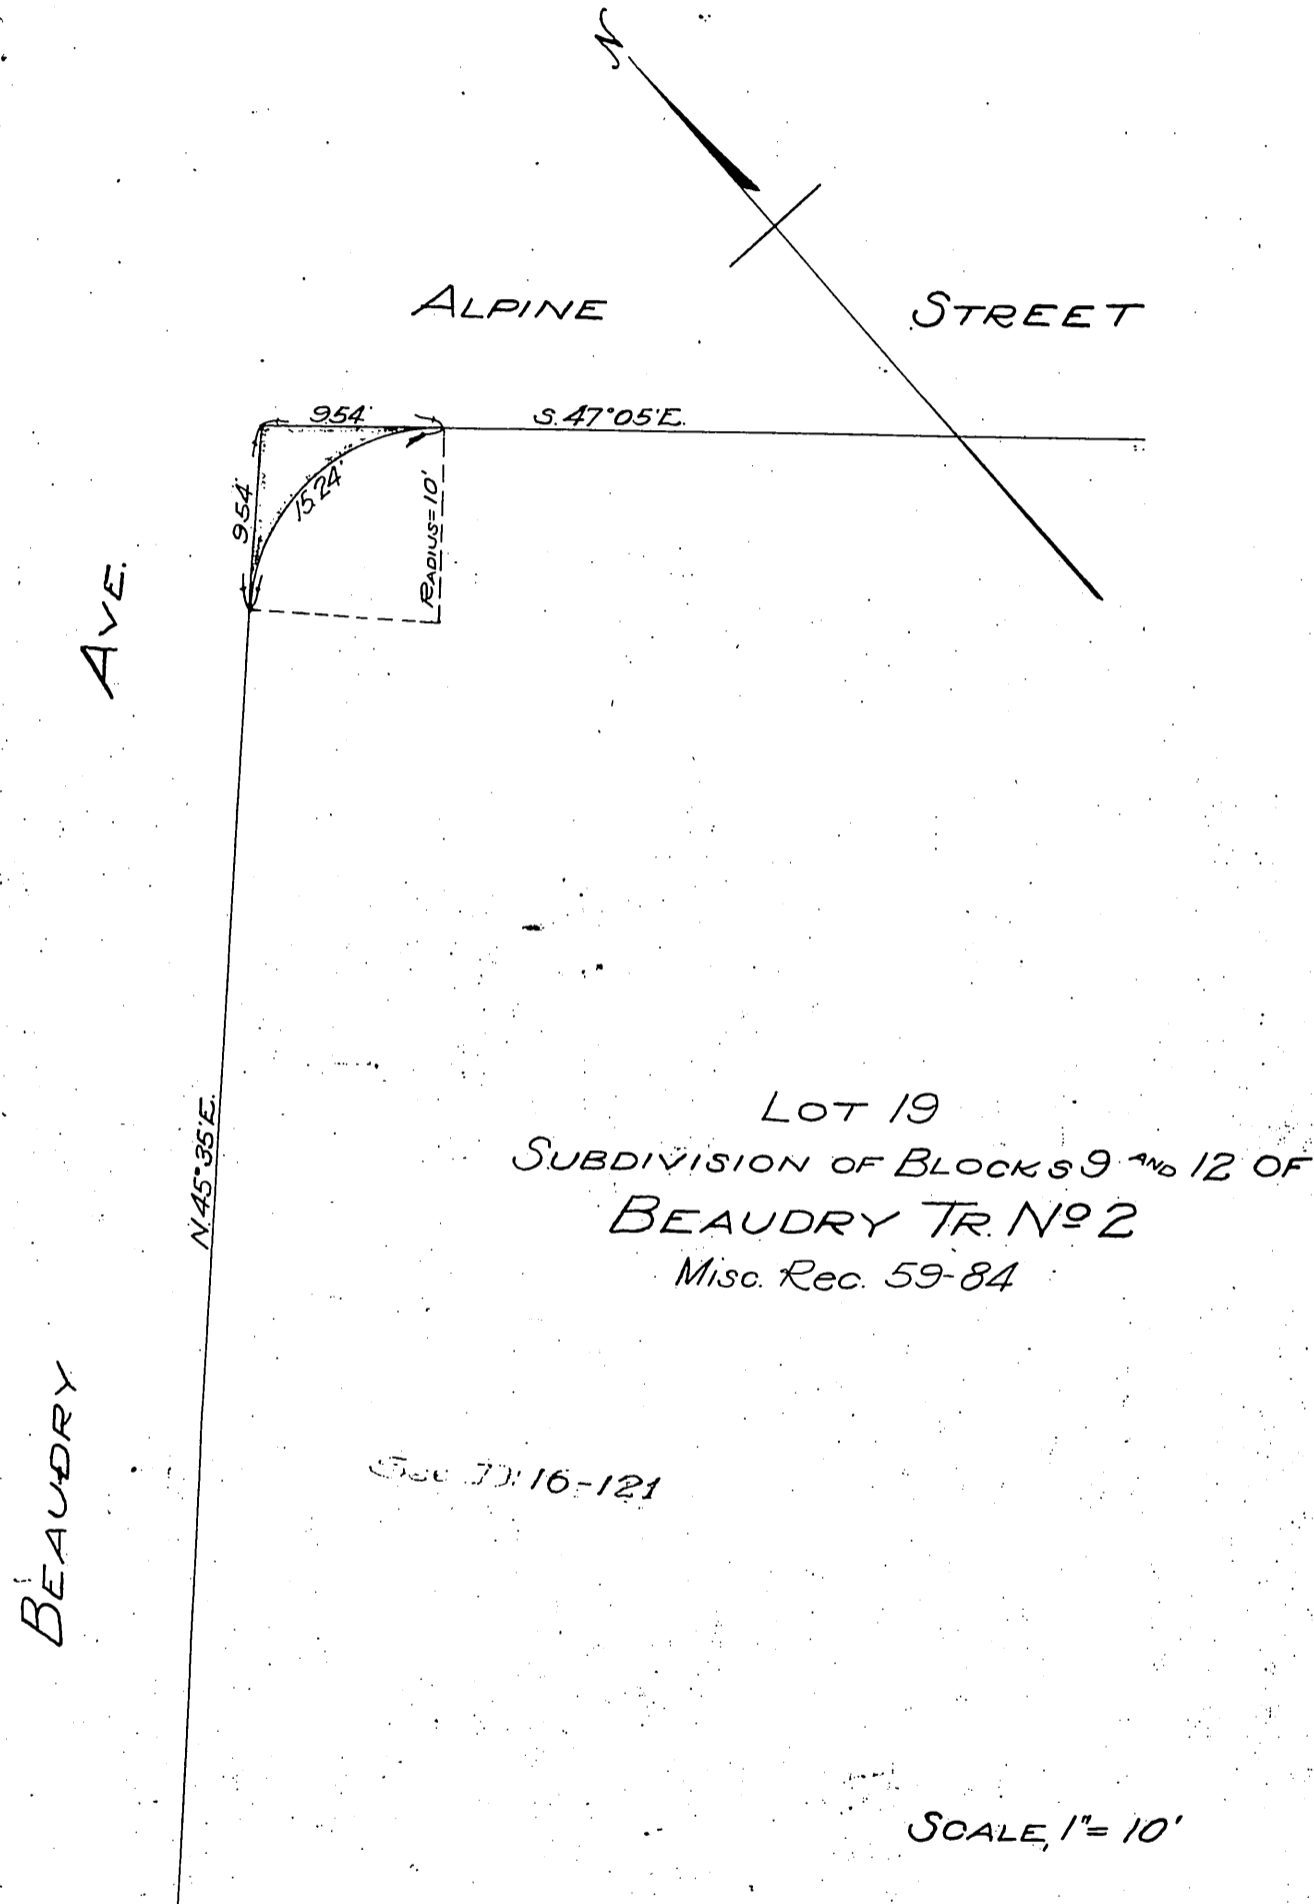 N
ALPINE STREET
9.54'
S. 47°05'E.
9.54'
15.24'
RADIUS=10'
BEAUDRY AVE.
N. 45°35'E.
LOT 19
SUBDIVISION OF BLOCKS 9 AND 12 OF
BEAUDRY TR. Nº 2
Misc. Rec. 59-84
16-121
SCALE, 1"= 10'